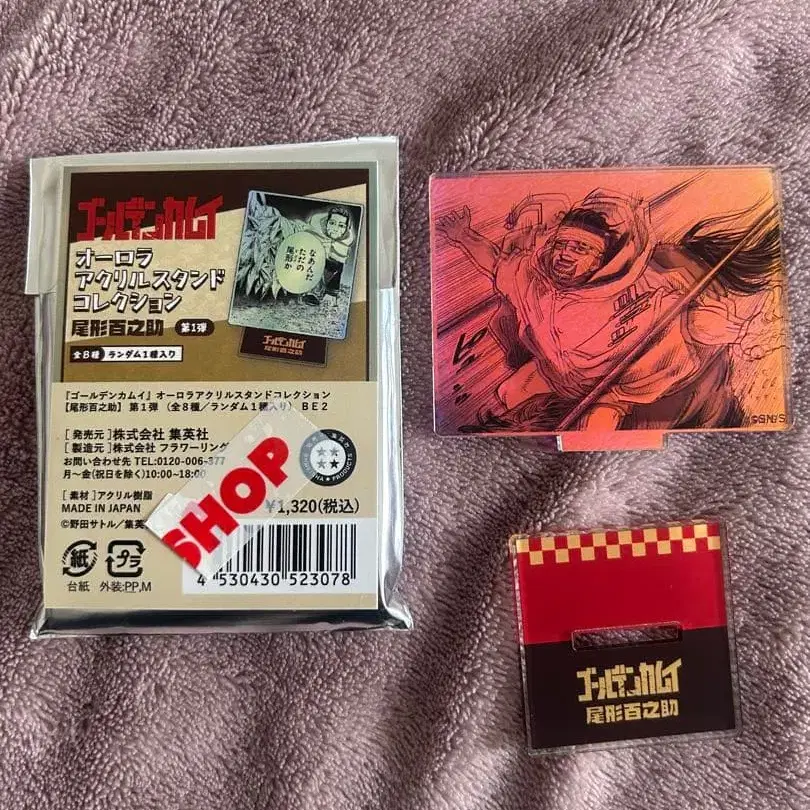 ゴールデンカムイ
オーロラ
アクリルスタンド
コレクション
尾形百之助 第1弾
全8種 ランダム1種入り
なあんだ
ただの
尾形か
ゴールデンカムイ
尾形百之助
『ゴールデンカムイ』オーロラアクリルスタンドコレクション
【尾形百之助】 第1弾 (全8種/ランダム1種入り) BE2
[ 発売元 ]株式会社 集英社
[ 製造元 ]株式会社 フラワーリング
お問い合わせ先 TEL:0120-006-377
月~金(祝日を除く)10:00~18:00
[ 素材 ]アクリル樹脂
MADE IN JAPAN
¥1,320(税込)
©野田サトル/集英
SHOP
紙
プラ
台紙 外装:PP,M
4 530430 523078
©SN/S
ゴールデンカムイ
尾形百之助